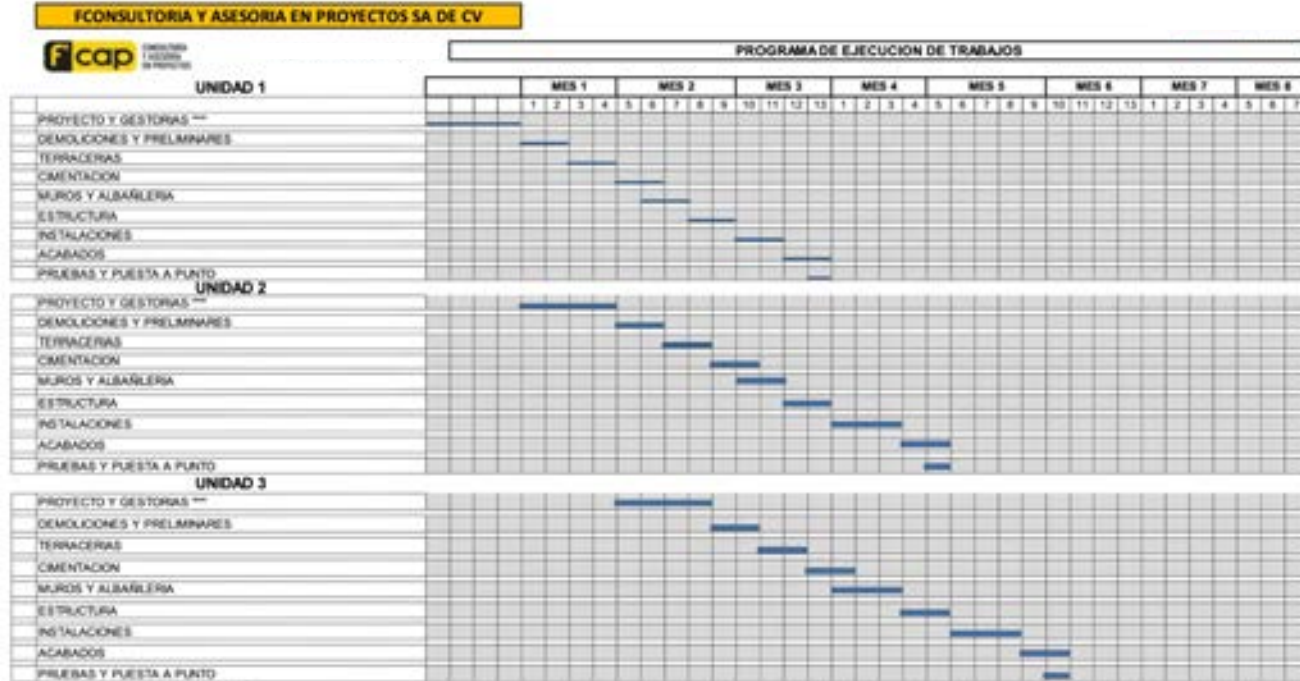 FCONSULTORIA Y ASESORIA EN PROYECTOS SA DE CV
Fcap CONSULTORÍA
Y ASESORÍA
EN PROYECTOS
PROGRAMA DE EJECUCION DE TRABAJOS
UNIDAD 1 MES 1 MES 2 MES 3 MES 4 MES 5 MES 6 MES 7 MES 8
1 2 3 4 5 6 7 8 9 10 11 12 13 1 2 3 4 5 6 7 8 9 10 11 12 13 1 2 3 4 5 6 7
PROYECTO Y GESTORIAS ***
DEMOLICIONES Y PRELIMINARES
TERRACERIAS
CIMENTACION
MUROS Y ALBAÑILERIA
ESTRUCTURA
INSTALACIONES
ACABADOS
PRUEBAS Y PUESTA A PUNTO
UNIDAD 2
PROYECTO Y GESTORIAS ***
DEMOLICIONES Y PRELIMINARES
TERRACERIAS
CIMENTACION
MUROS Y ALBAÑILERIA
ESTRUCTURA
INSTALACIONES
ACABADOS
PRUEBAS Y PUESTA A PUNTO
UNIDAD 3
PROYECTO Y GESTORIAS ***
DEMOLICIONES Y PRELIMINARES
TERRACERIAS
CIMENTACION
MUROS Y ALBAÑILERIA
ESTRUCTURA
INSTALACIONES
ACABADOS
PRUEBAS Y PUESTA A PUNTO